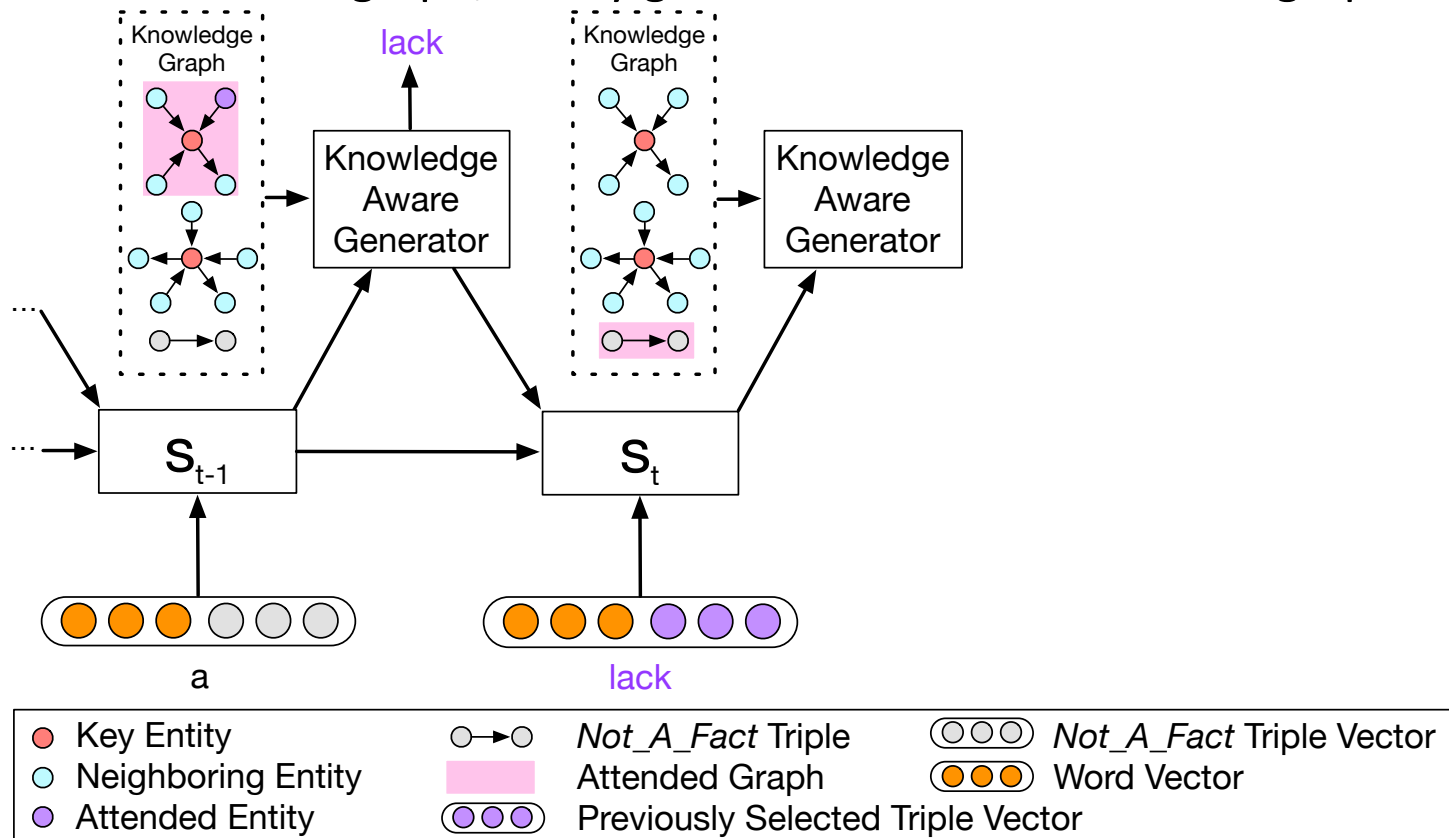 Knowledge
Graph
lack
Knowledge
Graph
Knowledge
Aware
Generator
Knowledge
Aware
Generator
...
...
S t-1
S t
a
lack
Key Entity
Not_A_Fact Triple
Not_A_Fact Triple Vector
Neighboring Entity
Attended Graph
Word Vector
Attended Entity
Previously Selected Triple Vector